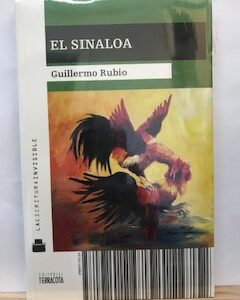 EL SINALOA
Guillermo Rubio
LAESCRITURAINVISIBLE
EDITORIAL
TERRACOTA